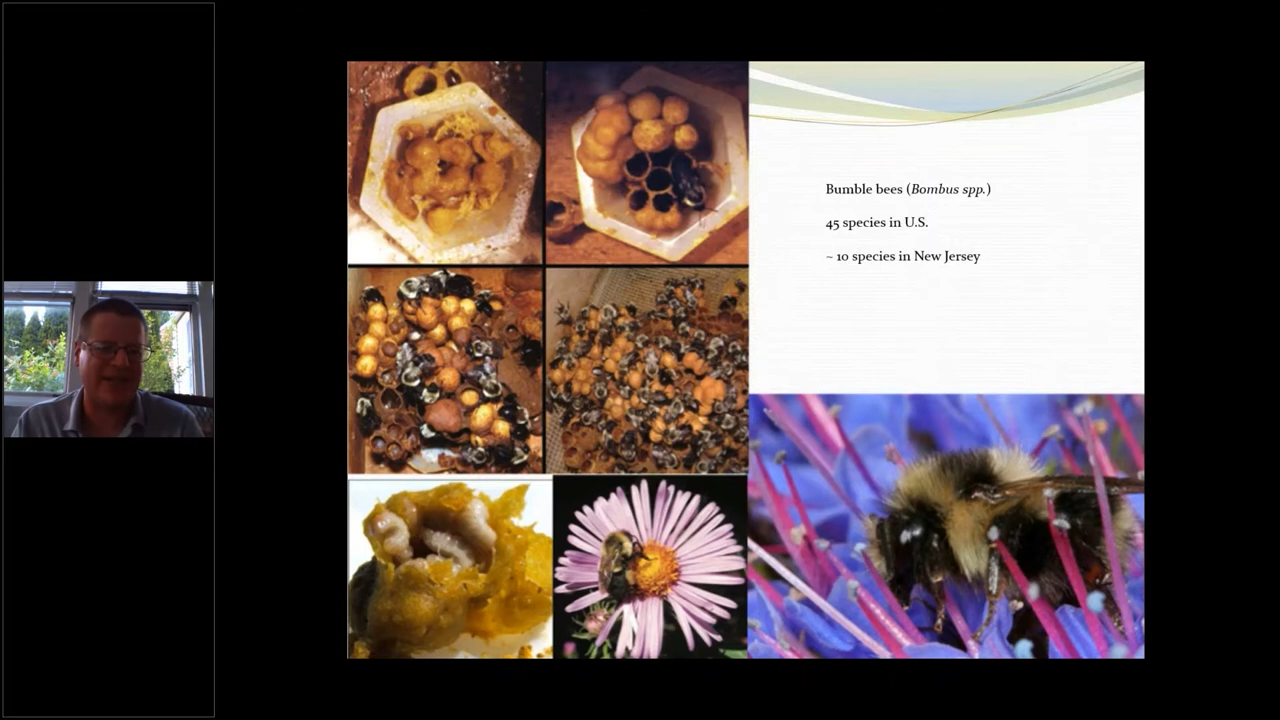 Bumble bees (Bombus spp.)
45 species in U.S.
~ 10 species in New Jersey